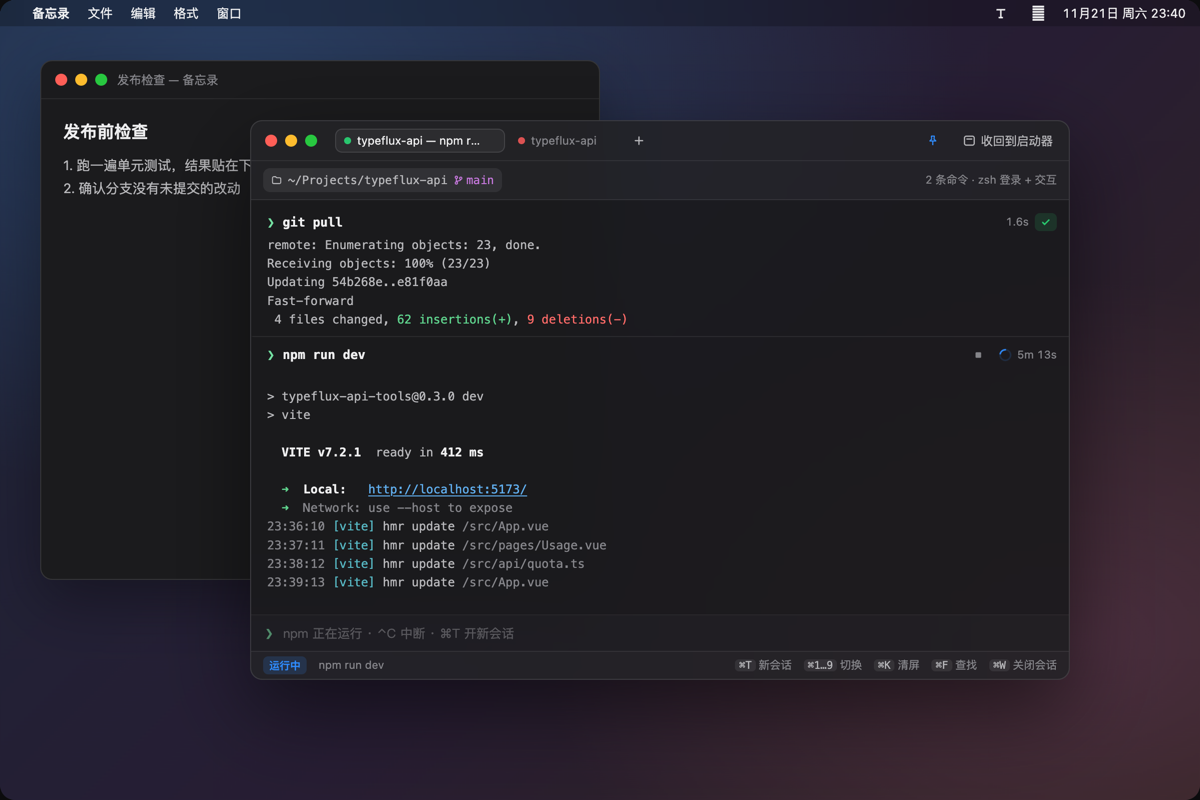 备忘录 文件 编辑 格式 窗口 11月21日 周六 23:40
发布检查 — 备忘录
发布前检查
1. 跑一遍单元测试，结果贴在下
2. 确认分支没有未提交的改动
typeflux-api — npm r... typeflux-api + 收回到启动器
~/Projects/typeflux-api main 2 条命令 · zsh 登录 + 交互
❯ git pull 1.6s
remote: Enumerating objects: 23, done.
Receiving objects: 100% (23/23)
Updating 54b268e..e81f0aa
Fast-forward
4 files changed, 62 insertions(+), 9 deletions(-)
❯ npm run dev 5m 13s
> typeflux-api-tools@0.3.0 dev
> vite
VITE v7.2.1 ready in 412 ms
➜ Local: http://localhost:5173/
➜ Network: use --host to expose
23:36:10 [vite] hmr update /src/App.vue
23:37:11 [vite] hmr update /src/pages/Usage.vue
23:38:12 [vite] hmr update /src/api/quota.ts
23:39:13 [vite] hmr update /src/App.vue
❯ npm 正在运行 · ^C 中断 · ⌘T 开新会话
运行中 npm run dev ⌘T 新会话 ⌘1…9 切换 ⌘K 清屏 ⌘F 查找 ⌘W 关闭会话